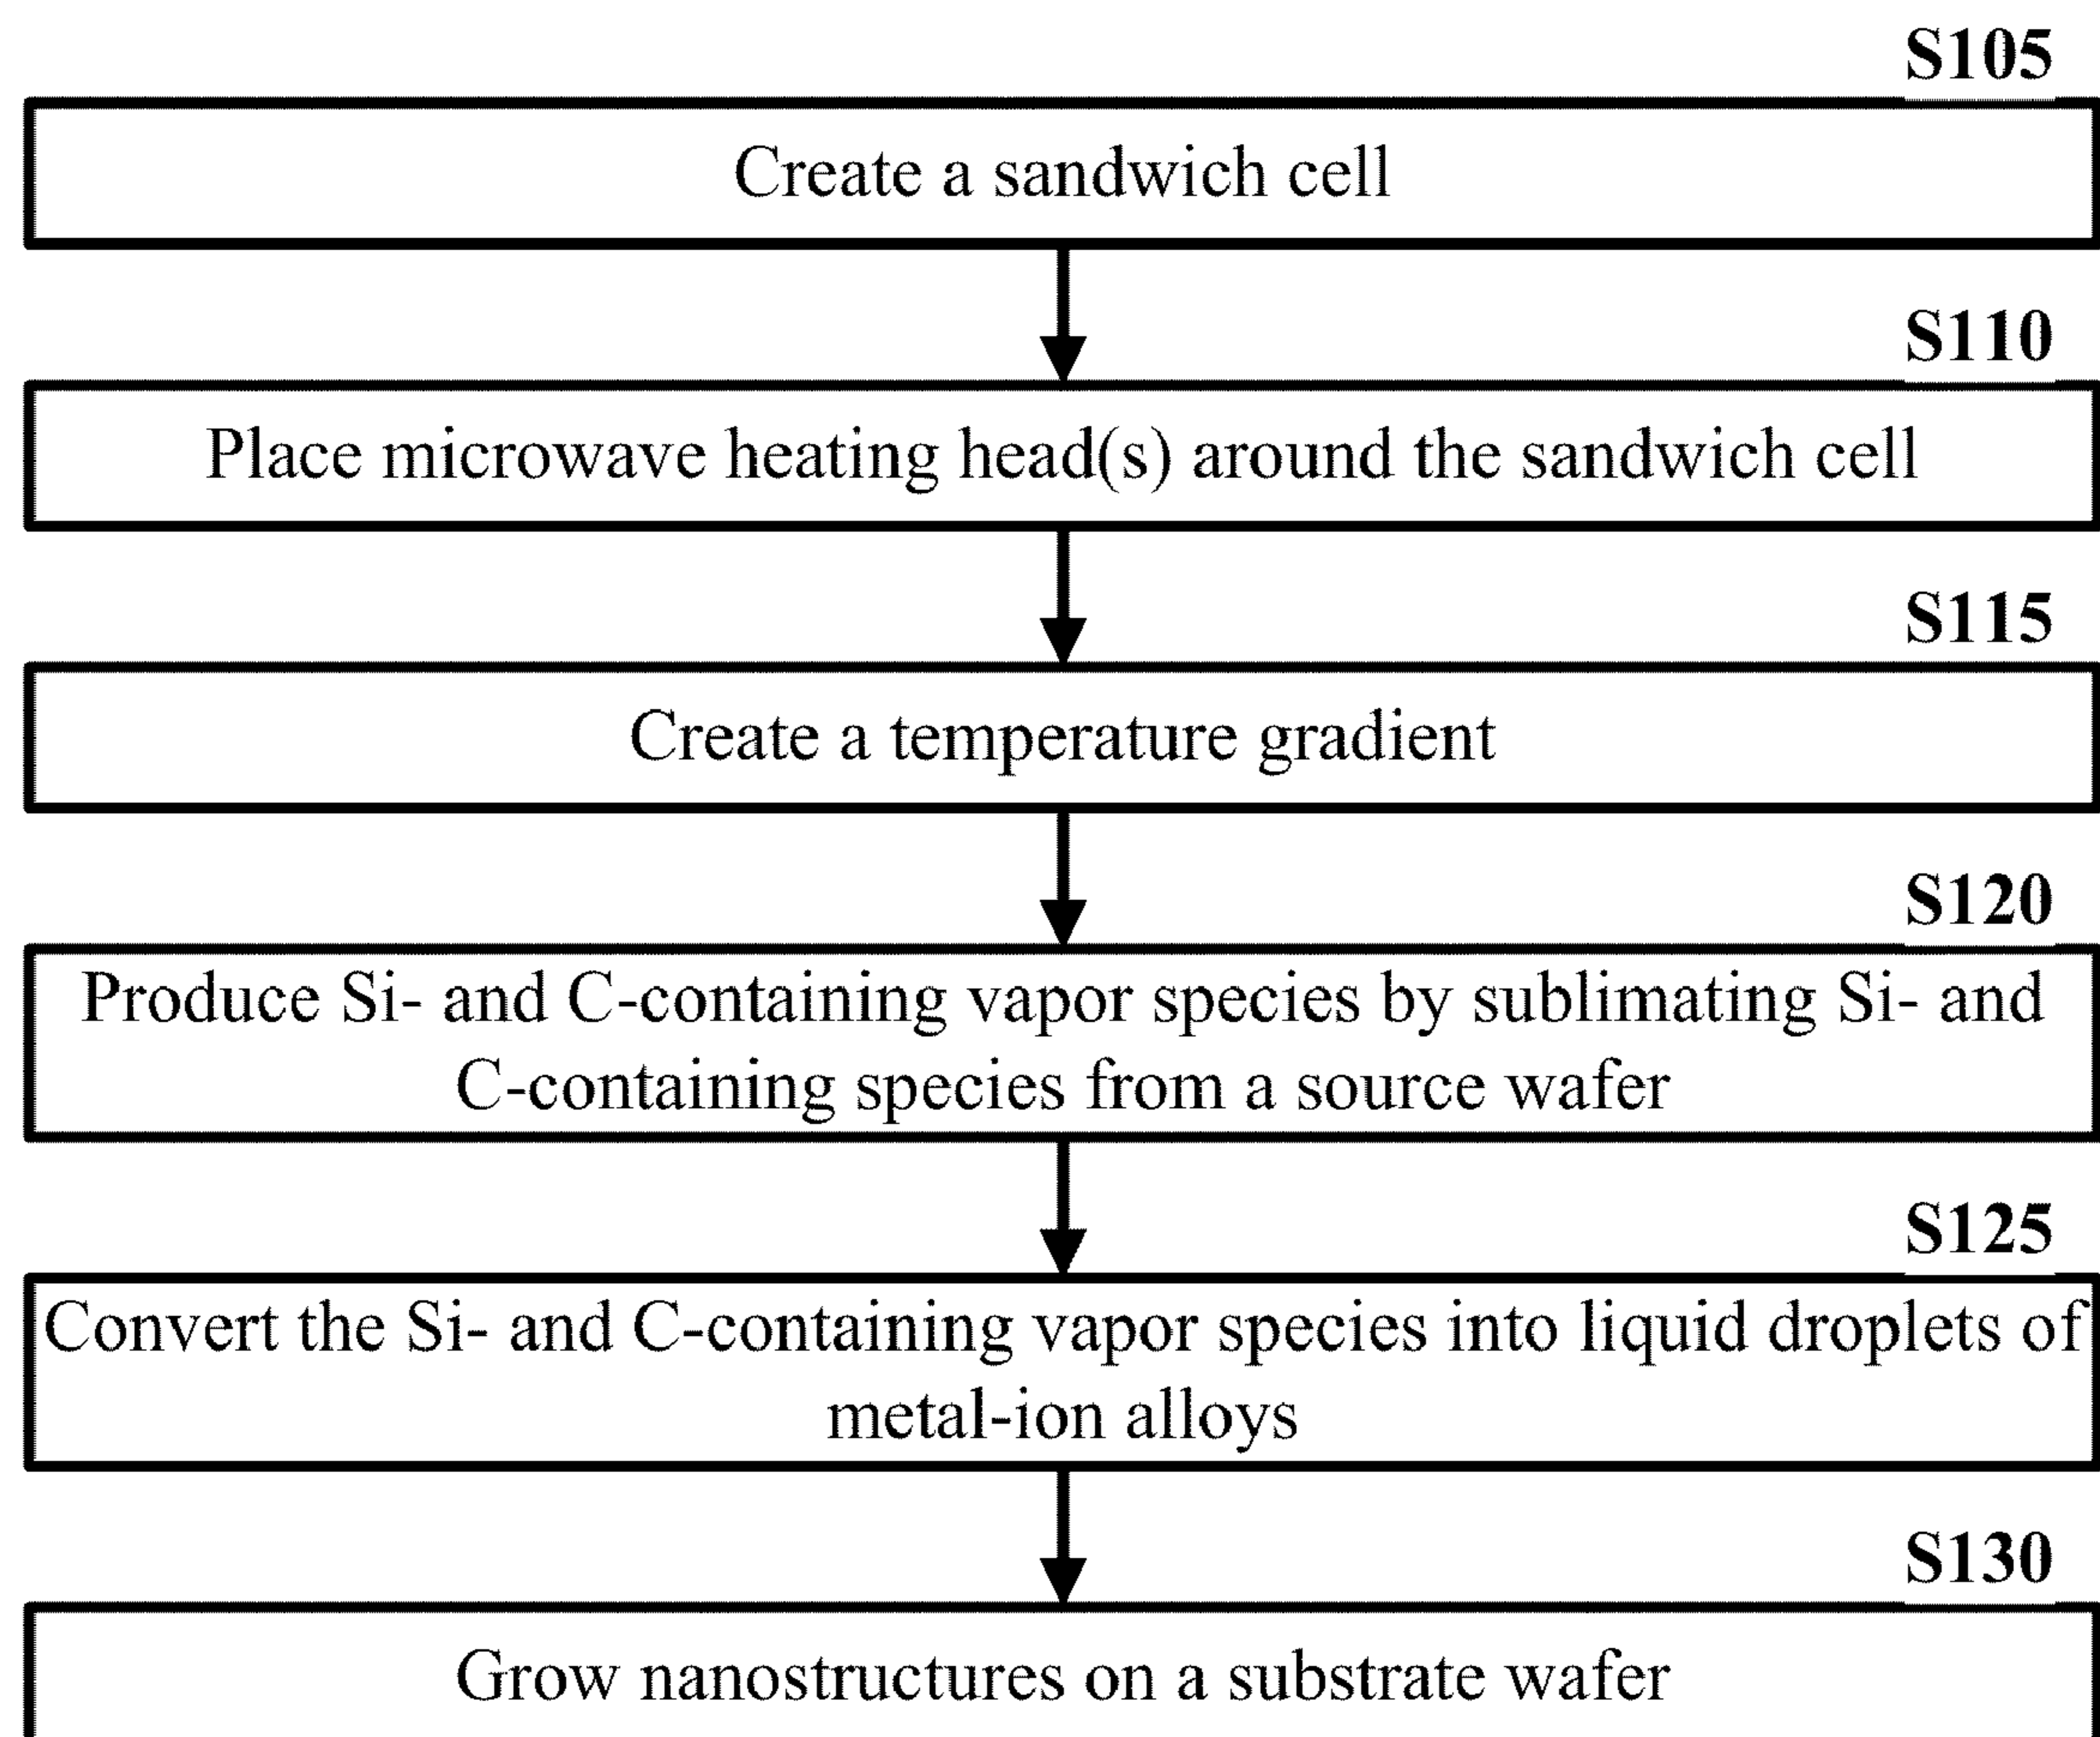 S105
Create a sandwich cell
S110
Place microwave heating head(s) around the sandwich cell
S115
Create a temperature gradient
S120
Produce Si- and C-containing vapor species by sublimating Si- and
C-containing species from a source wafer
S125
Convert the Si- and C-containing vapor species into liquid droplets of
metal-ion alloys
S130
Grow nanostructures on a substrate wafer